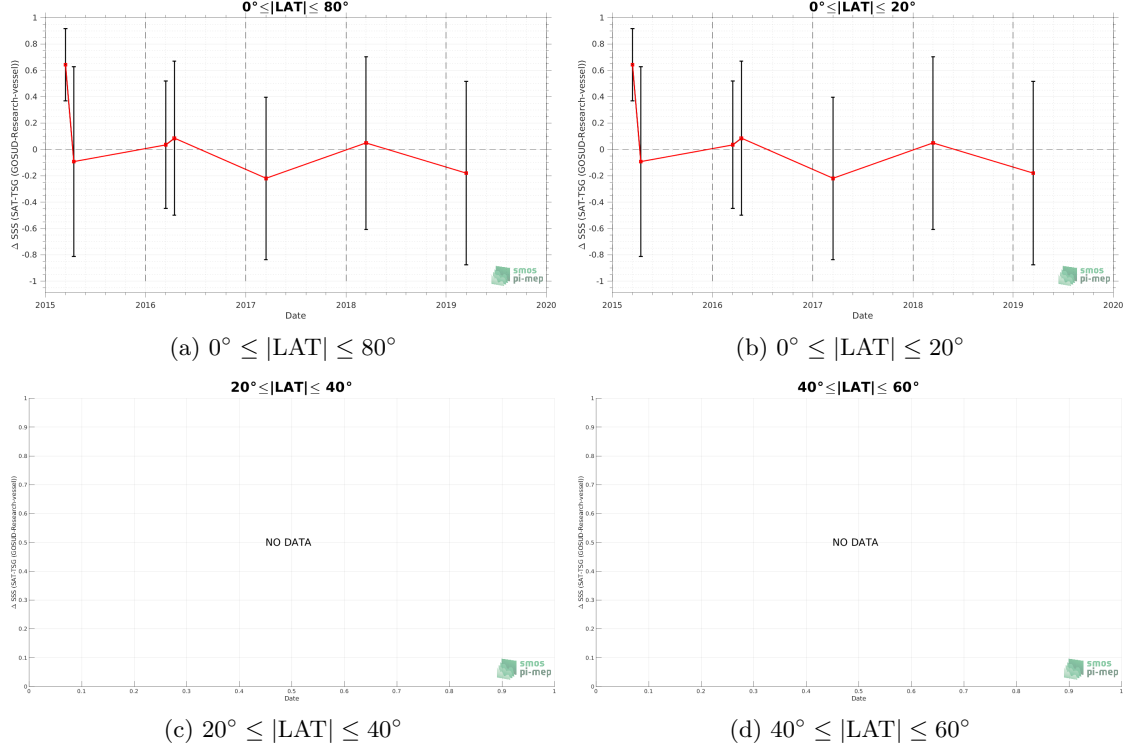 0°≤|LAT|≤ 80°
1
0.8
0.6
0.4
0.2
0
-0.2
-0.4
-0.6
-0.8
-1
Δ SSS (SAT-TSG (GOSUD-Research-vessel))
2015 2016 2017 2018 2019 2020
Date
smos
pi-mep
(a) 0° ≤ |LAT| ≤ 80°
0°≤|LAT|≤ 20°
1
0.8
0.6
0.4
0.2
0
-0.2
-0.4
-0.6
-0.8
-1
Δ SSS (SAT-TSG (GOSUD-Research-vessel))
2015 2016 2017 2018 2019 2020
Date
smos
pi-mep
(b) 0° ≤ |LAT| ≤ 20°
20°≤|LAT|≤ 40°
1
0.9
0.8
0.7
0.6
0.5
0.4
0.3
0.2
0.1
0
Δ SSS (SAT-TSG (GOSUD-Research-vessel))
NO DATA
0 0.1 0.2 0.3 0.4 0.5 0.6 0.7 0.8 0.9 1
Date
smos
pi-mep
(c) 20° ≤ |LAT| ≤ 40°
40°≤|LAT|≤ 60°
1
0.9
0.8
0.7
0.6
0.5
0.4
0.3
0.2
0.1
0
Δ SSS (SAT-TSG (GOSUD-Research-vessel))
NO DATA
0 0.1 0.2 0.3 0.4 0.5 0.6 0.7 0.8 0.9 1
Date
smos
pi-mep
(d) 40° ≤ |LAT| ≤ 60°